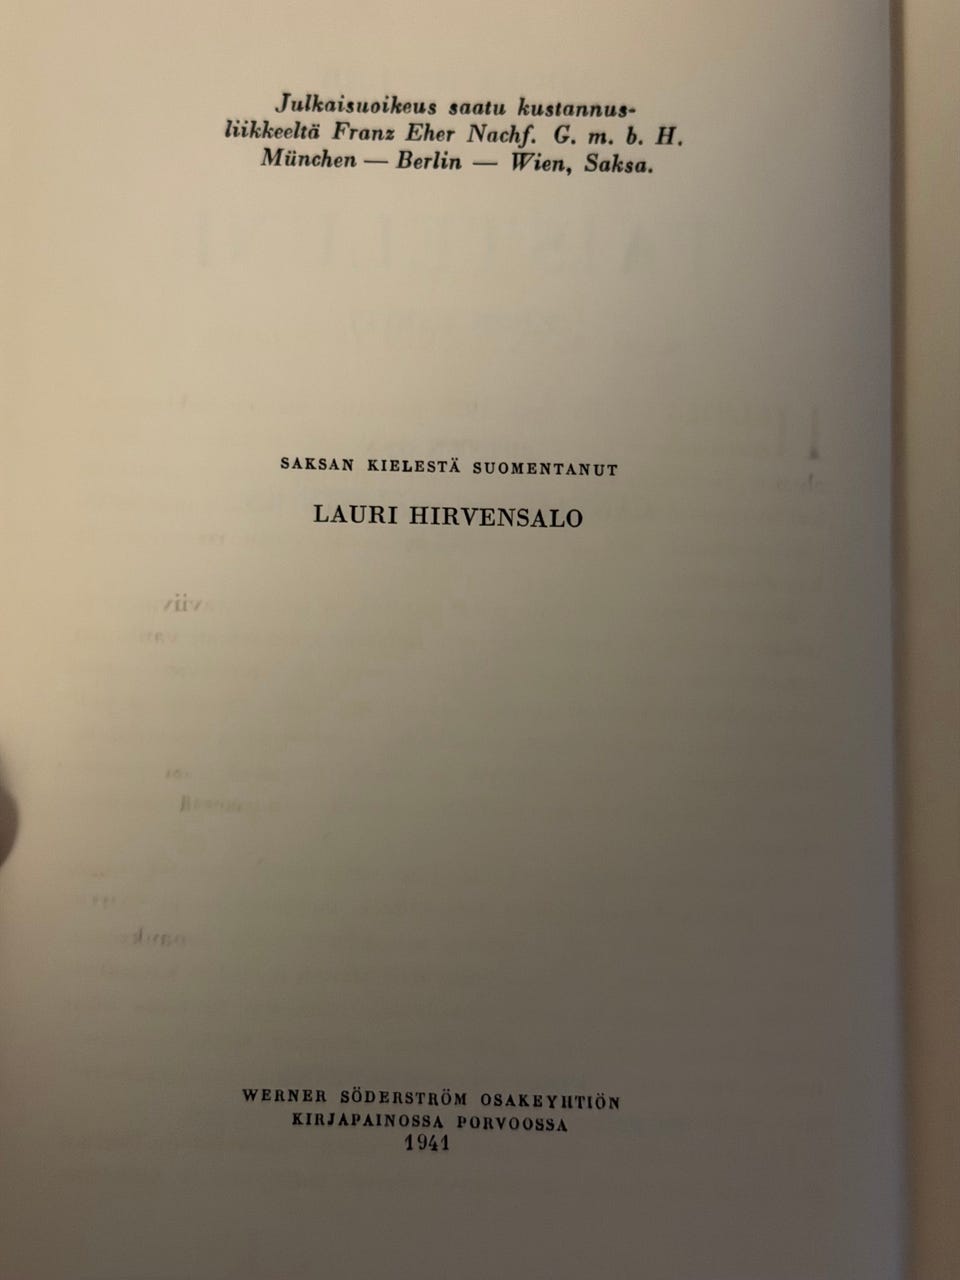 Julkaisuoikeus saatu kustannus-
liikkeeltä Franz Eher Nachf. G. m. b. H.
München — Berlin — Wien, Saksa.
SAKSAN KIELESTÄ SUOMENTANUT
LAURI HIRVENSALO
WERNER SÖDERSTRÖM OSAKEYHTIÖN
KIRJAPAINOSSA PORVOOSSA
1941